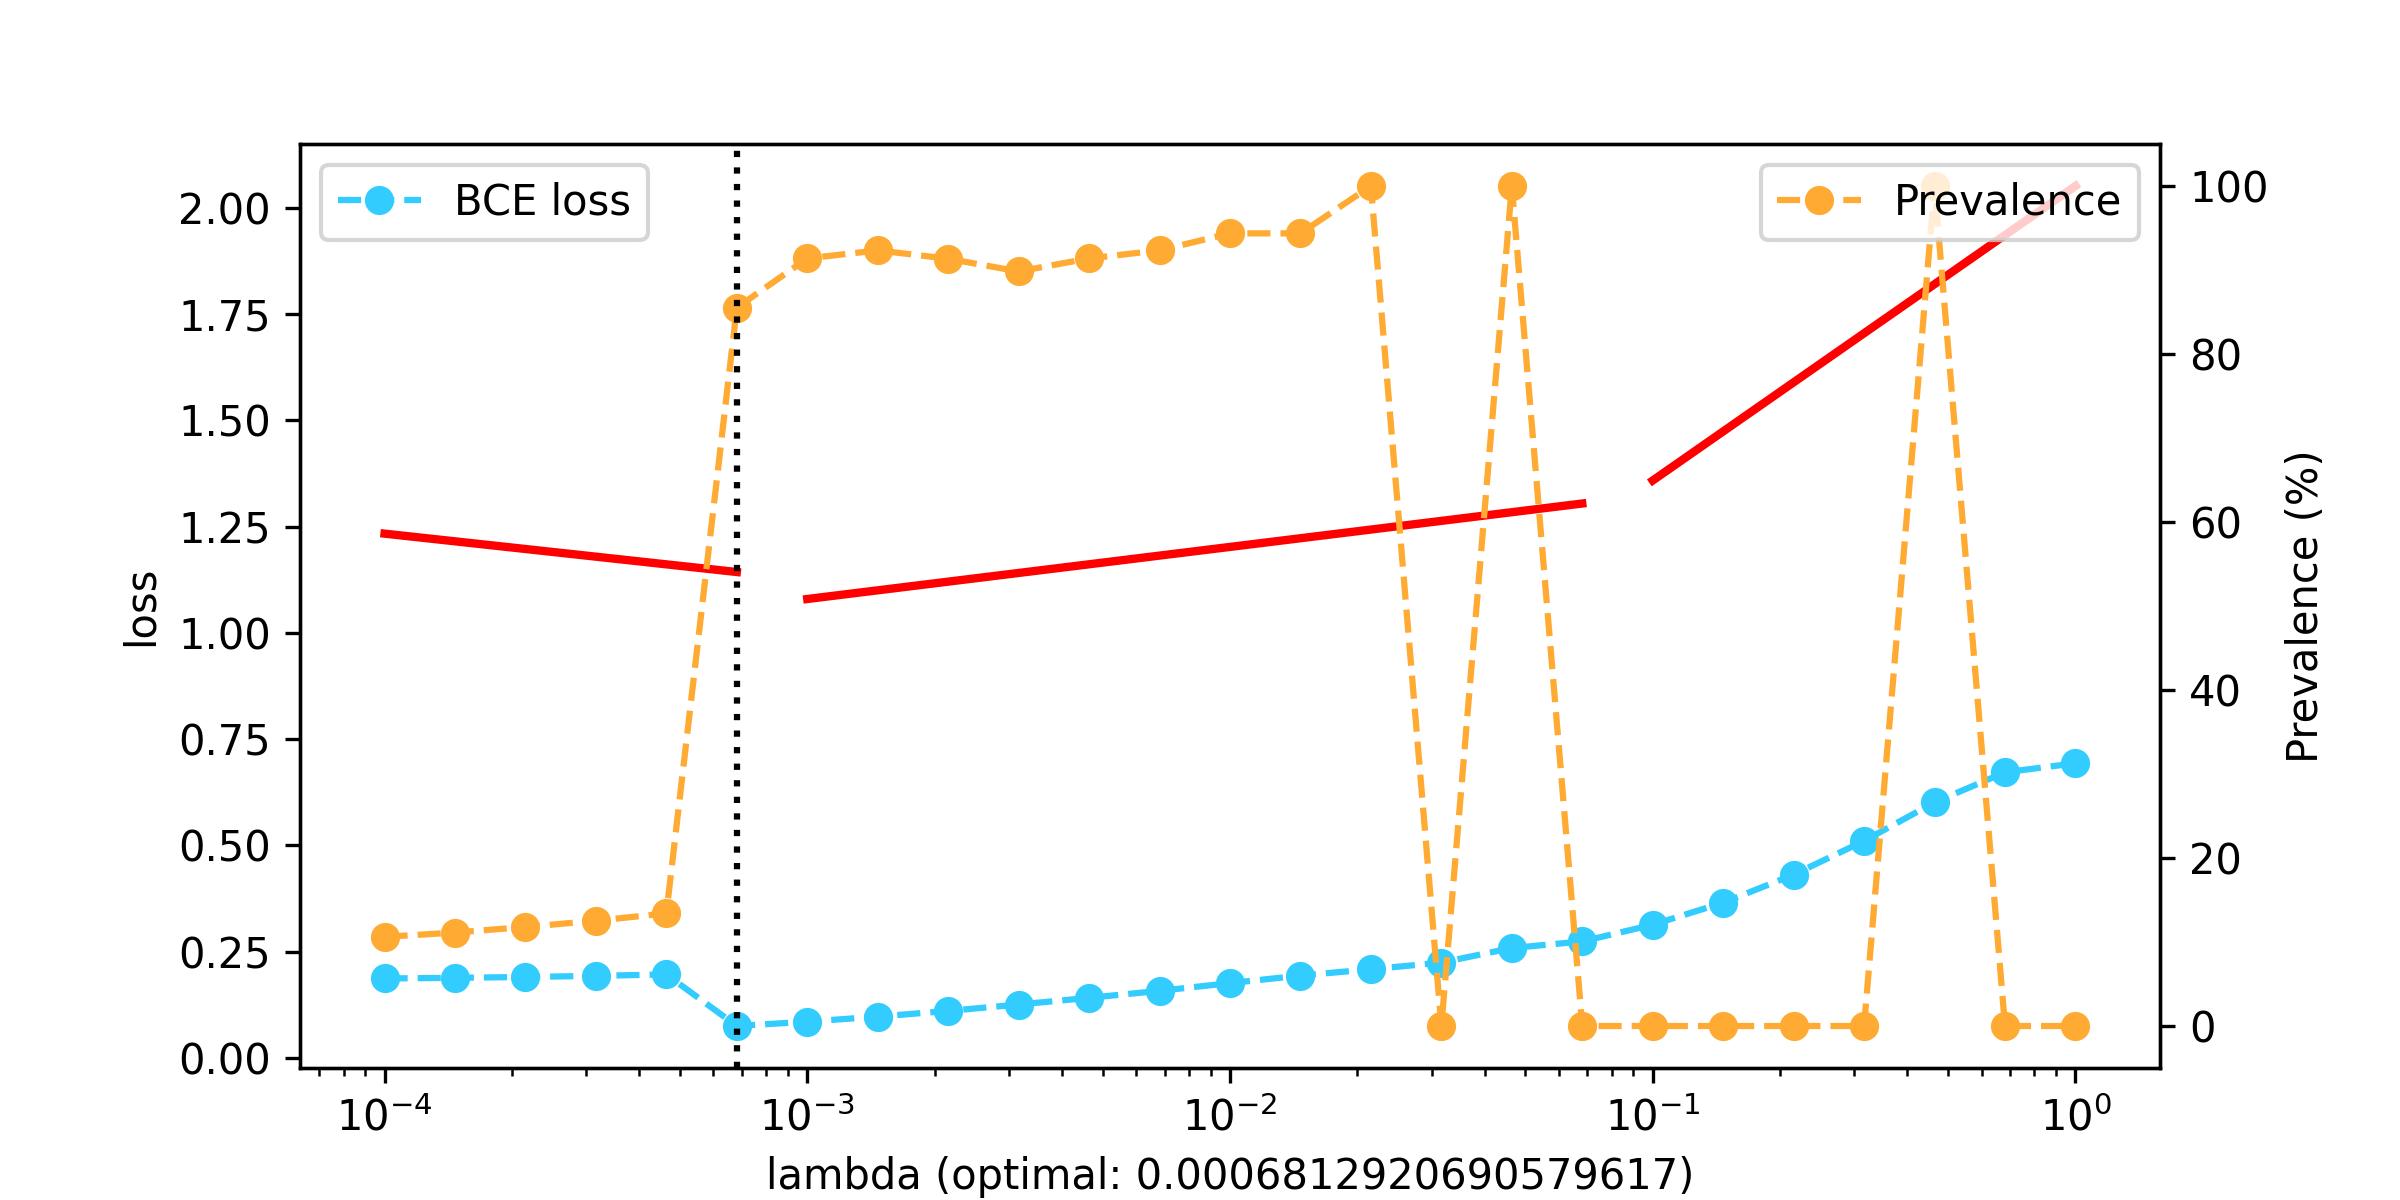 BCE loss
Prevalence
2.00
1.75
1.50
1.25
1.00
0.75
0.50
0.25
0.00
loss
100
80
60
40
20
0
Prevalence (%)
10⁻⁴ 10⁻³ 10⁻² 10⁻¹ 10⁰
lambda (optimal: 0.0006812920690579617)